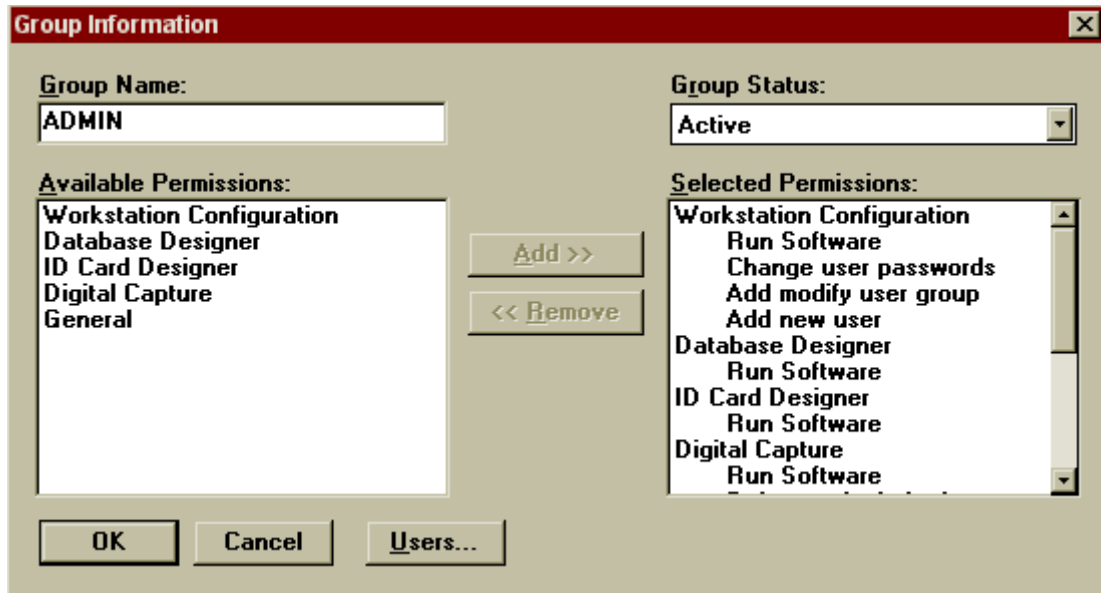 Group Information
Group Name:
ADMIN
Group Status:
Active
Available Permissions:
Workstation Configuration
Database Designer
ID Card Designer
Digital Capture
General
Add >>
<< Remove
Selected Permissions:
Workstation Configuration
Run Software
Change user passwords
Add modify user group
Add new user
Database Designer
Run Software
ID Card Designer
Run Software
Digital Capture
Run Software
OK
Cancel
Users...